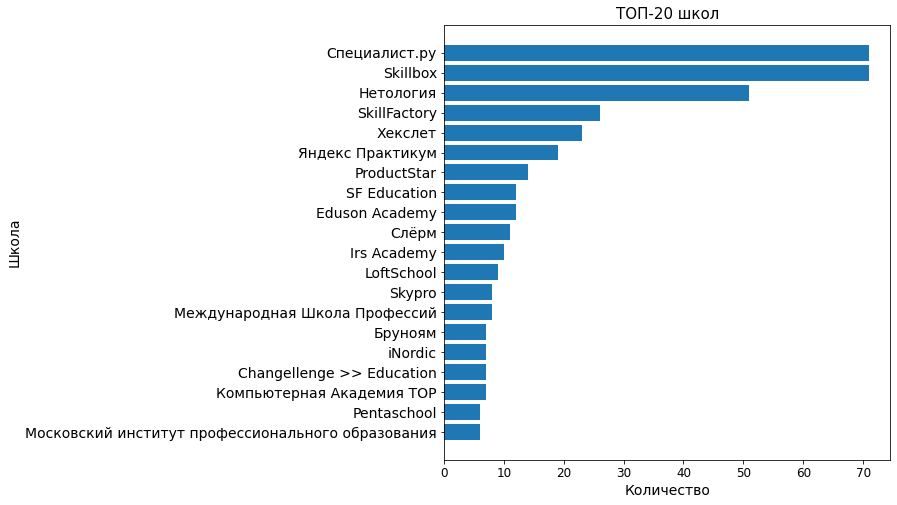 ТОП-20 школ
Специалист.ру
Skillbox
Нетология
SkillFactory
Хекслет
Яндекс Практикум
ProductStar
SF Education
Eduson Academy
Слёрм
Irs Academy
LoftSchool
Skypro
Международная Школа Профессий
Бруноям
iNordic
Changellenge >> Education
Компьютерная Академия TOP
Pentaschool
Московский институт профессионального образования
Школа
0 10 20 30 40 50 60 70
Количество